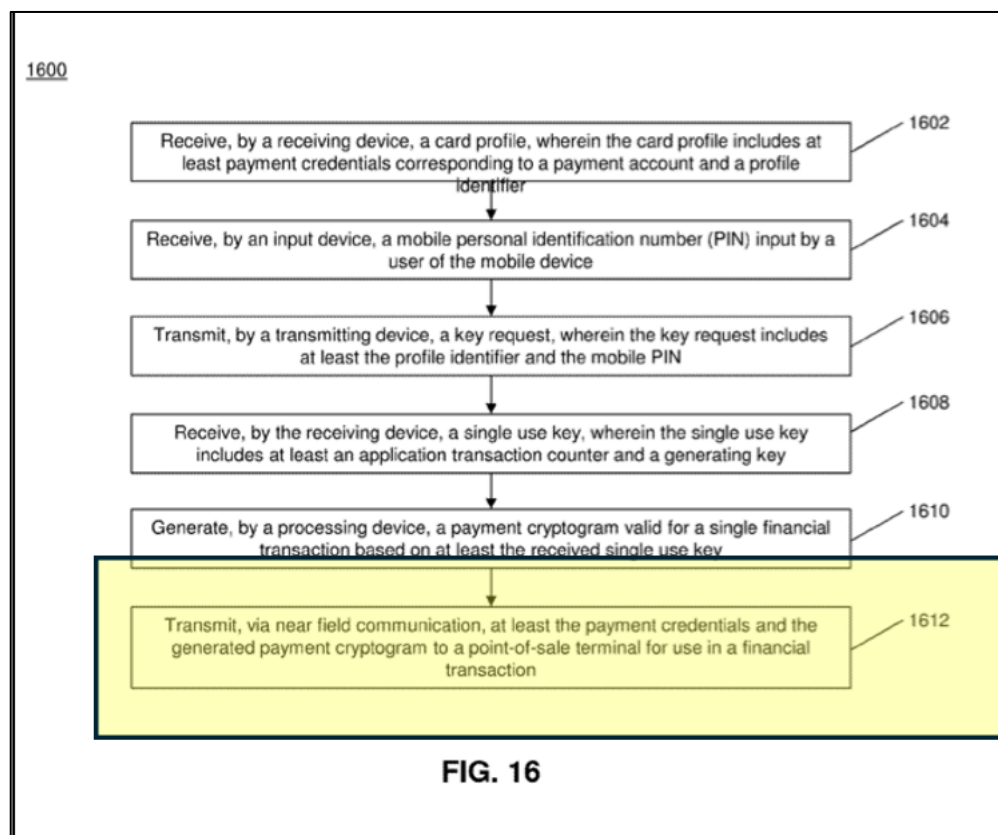 1600
1602
Receive, by a receiving device, a card profile, wherein the card profile includes at
least payment credentials corresponding to a payment account and a profile
identifier
1604
Receive, by an input device, a mobile personal identification number (PIN) input by a
user of the mobile device
1606
Transmit, by a transmitting device, a key request, wherein the key request includes
at least the profile identifier and the mobile PIN
1608
Receive, by the receiving device, a single use key, wherein the single use key
includes at least an application transaction counter and a generating key
1610
Generate, by a processing device, a payment cryptogram valid for a single financial
transaction based on at least the received single use key
1612
Transmit, via near field communication, at least the payment credentials and the
generated payment cryptogram to a point-of-sale terminal for use in a financial
transaction
FIG. 16